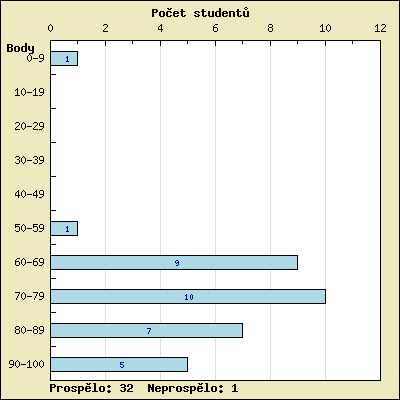 Počet studentů
0 2 4 6 8 10 12
Body
0-9 1
10-19
20-29
30-39
40-49
50-59 1
60-69 9
70-79 10
80-89 7
90-100 5
Prospělo: 32 Neprospělo: 1